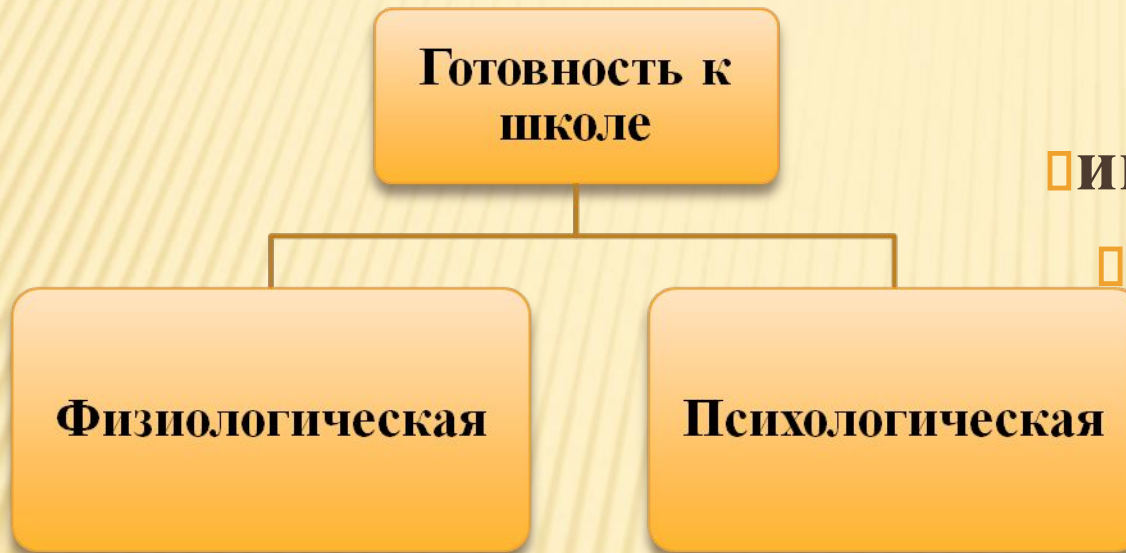 Готовность к
школе
Физиологическая
Психологическая